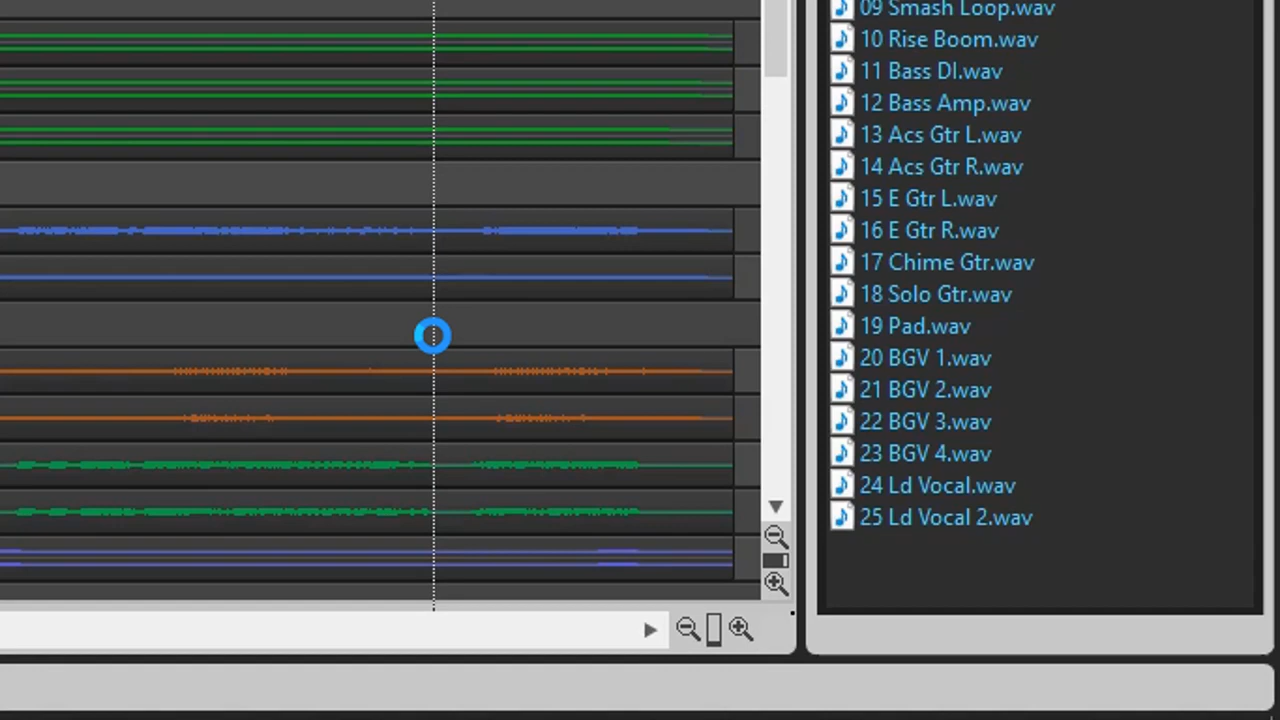 09 Smash Loop.wav
10 Rise Boom.wav
11 Bass DI.wav
12 Bass Amp.wav
13 Acs Gtr L.wav
14 Acs Gtr R.wav
15 E Gtr L.wav
16 E Gtr R.wav
17 Chime Gtr.wav
18 Solo Gtr.wav
19 Pad.wav
20 BGV 1.wav
21 BGV 2.wav
22 BGV 3.wav
23 BGV 4.wav
24 Ld Vocal.wav
25 Ld Vocal 2.wav